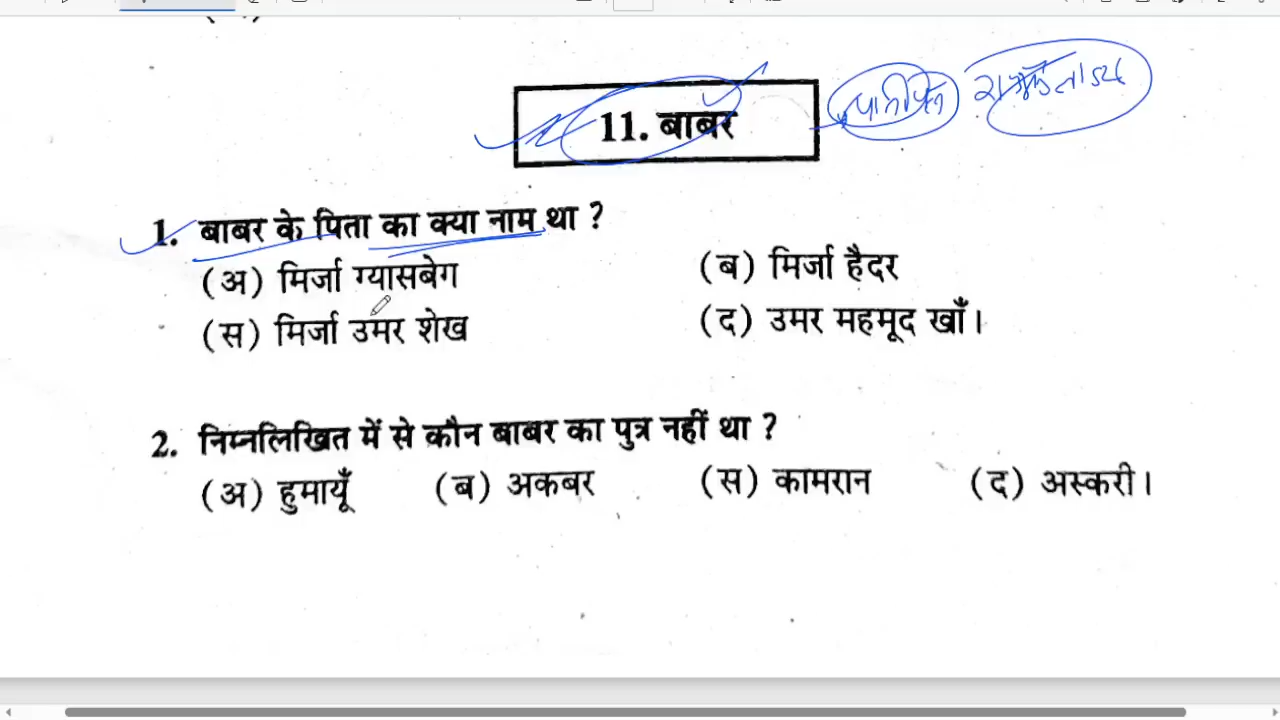 11. बाबर
1. बाबर के पिता का क्या नाम था ?
(अ) मिर्जा ग्यासबेग (ब) मिर्जा हैदर
(स) मिर्जा उमर शेख (द) उमर महमूद खाँ।
2. निम्नलिखित में से कौन बाबर का पुत्र नहीं था ?
(अ) हुमायूँ (ब) अकबर (स) कामरान (द) अस्करी।